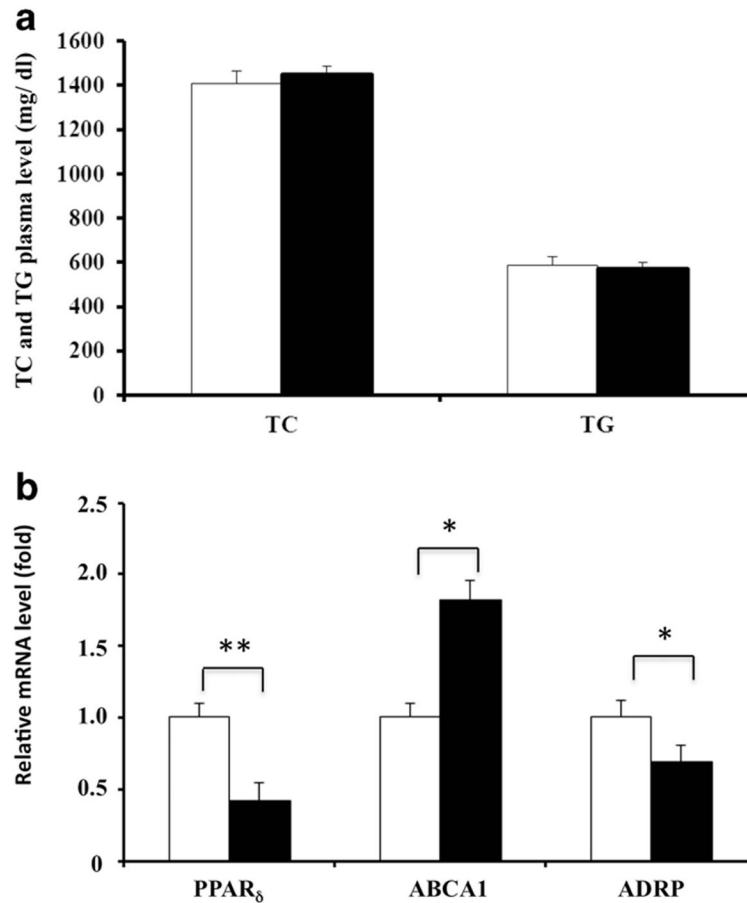 a
TC and TG plasma level (mg/ dl)
1600
1400
1200
1000
800
600
400
200
0
TC TG
b
Relative mRNA level (fold)
2.5
2.0
1.5
1.0
0.5
0
** * *
PPARδ ABCA1 ADRP